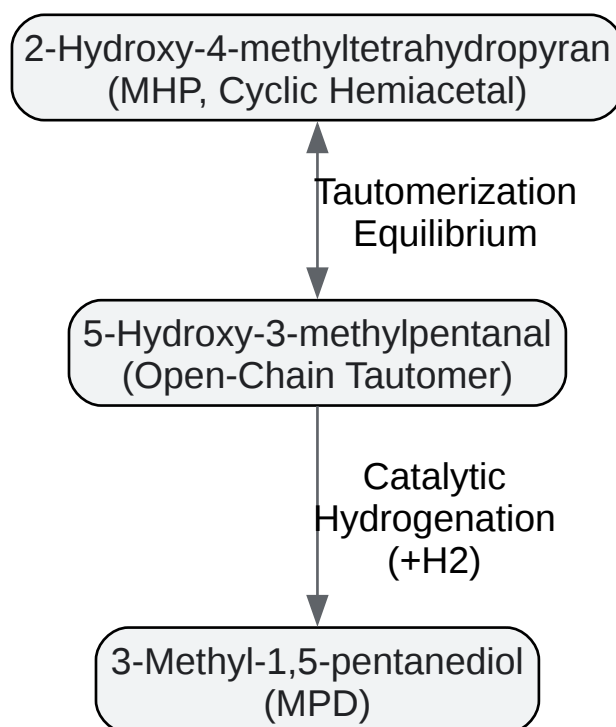 2-Hydroxy-4-methyltetrahydropyran
(MHP, Cyclic Hemiacetal)
Tautomerization
Equilibrium
5-Hydroxy-3-methylpentanal
(Open-Chain Tautomer)
Catalytic
Hydrogenation
(+H2)
3-Methyl-1,5-pentanediol
(MPD)